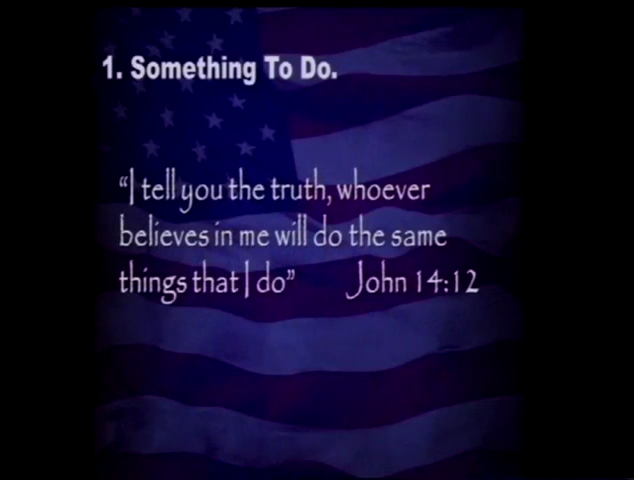 1. Something To Do.
“I tell you the truth, whoever
believes in me will do the same
things that I do” John 14:12